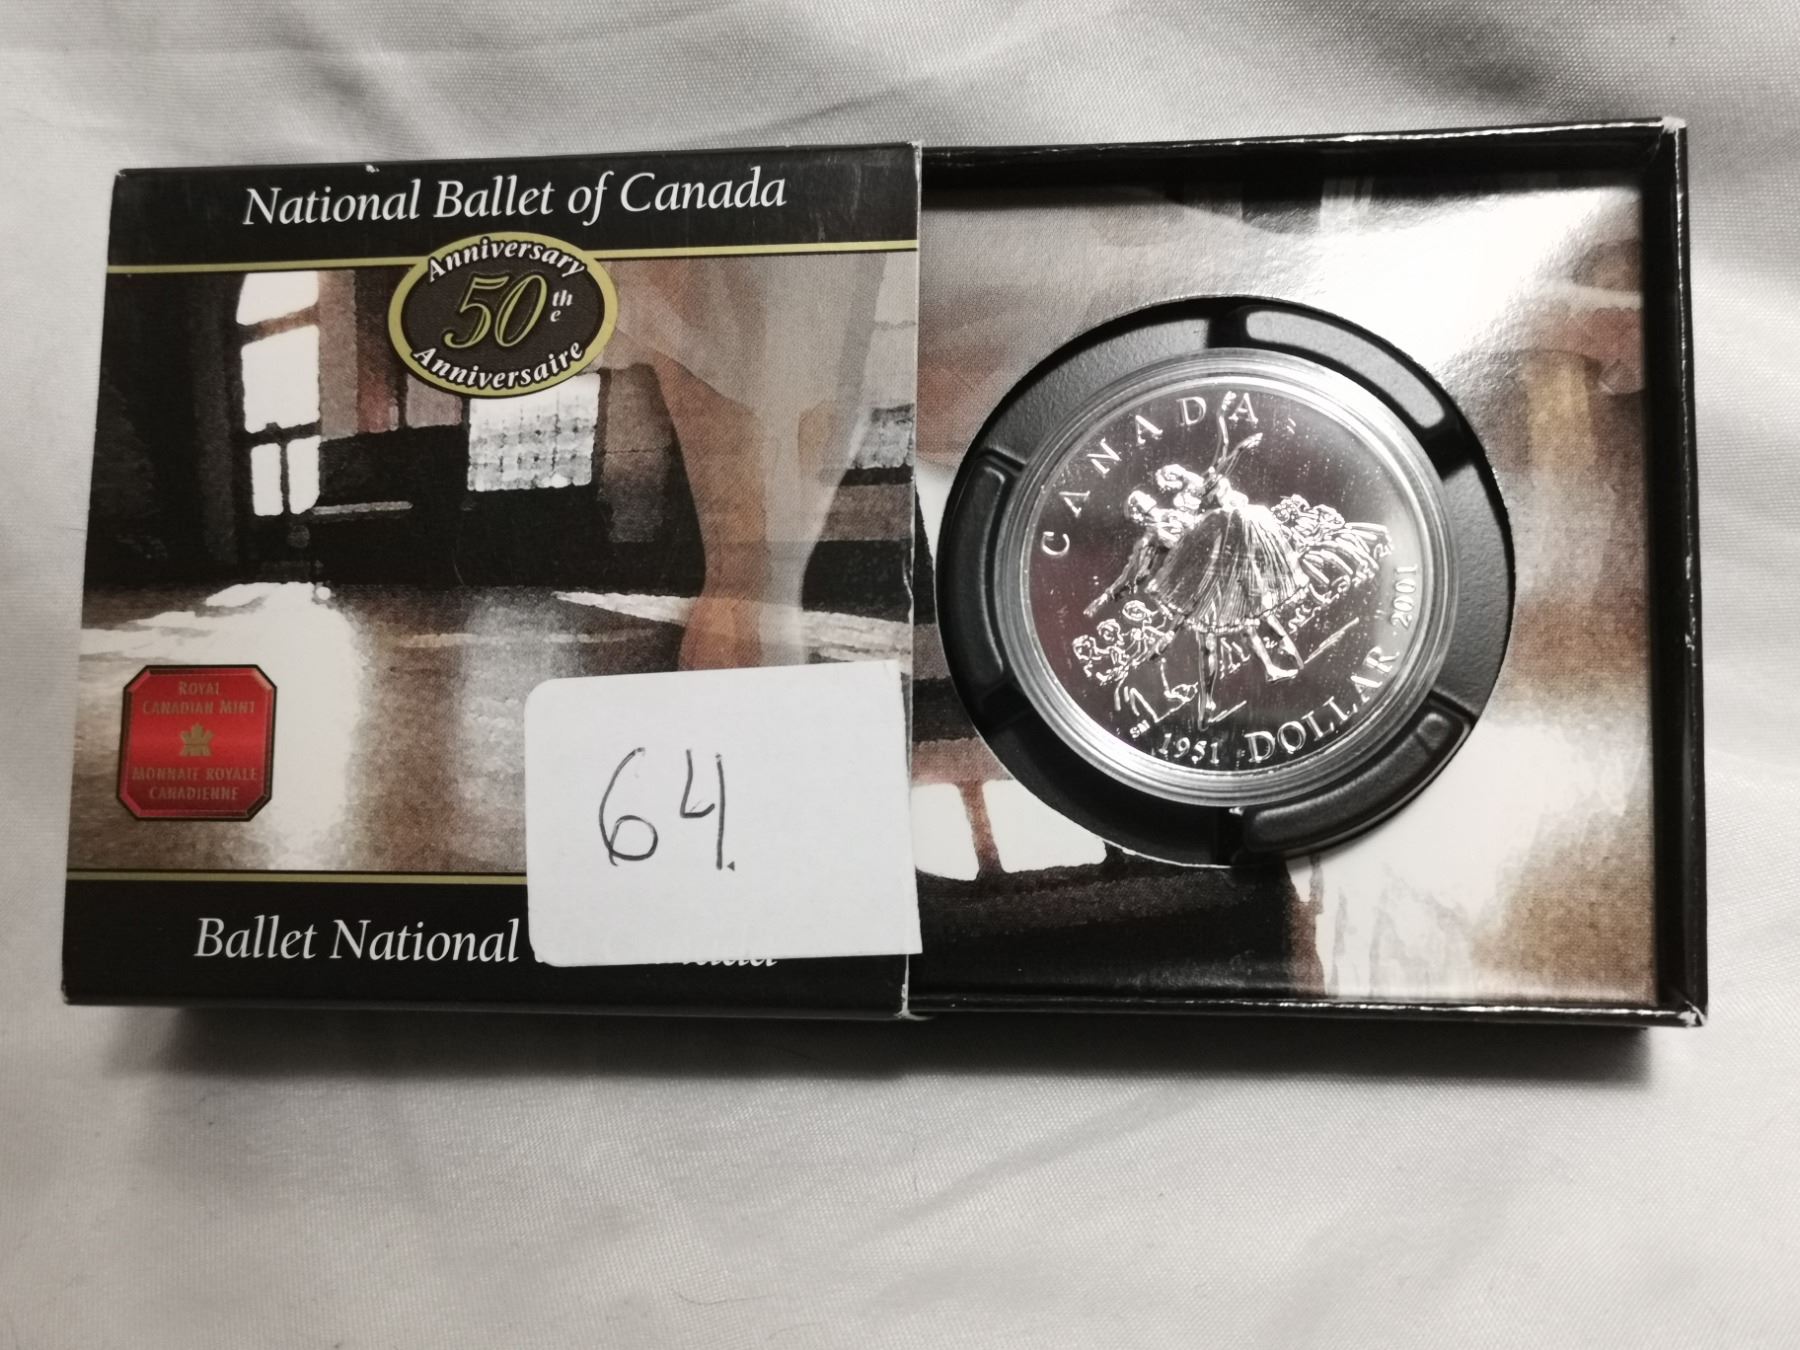 National Ballet of Canada
Anniversary
50th
e
Anniversaire
ROYAL
CANADIAN MINT
MONNAIE ROYALE
CANADIENNE
64.
Ballet National
CANADA
1951 DOLLAR 2001
SM